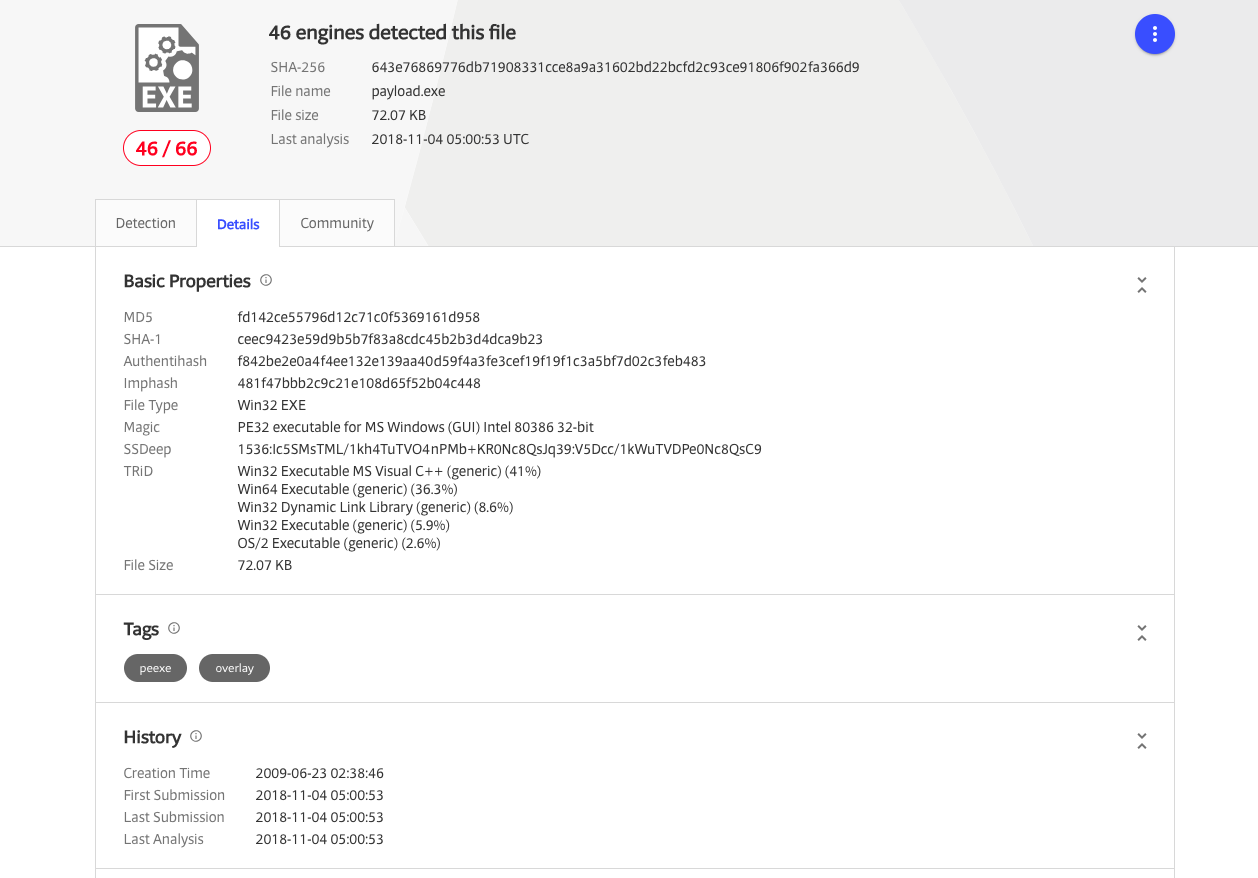 46 engines detected this file
SHA-256 643e76869776db71908331cce8a9a31602bd22bcfd2c93ce91806f902fa366d9
File name payload.exe
File size 72.07 KB
Last analysis 2018-11-04 05:00:53 UTC
EXE
46 / 66
Detection Details Community
Basic Properties
MD5 fd142ce55796d12c71c0f5369161d958
SHA-1 ceec9423e59d9b5b7f83a8cdc45b2b3d4dca9b23
Authentihash f842be2e0a4f4ee132e139aa40d59f4a3fe3cef19f19f1c3a5bf7d02c3feb483
Imphash 481f47bbb2c9c21e108d65f52b04c448
File Type Win32 EXE
Magic PE32 executable for MS Windows (GUI) Intel 80386 32-bit
SSDeep 1536:Ic5SMsTML/1kh4TuTVO4nPMb+KR0Nc8QsJq39:V5Dcc/1kWuTVDPe0Nc8QsC9
TRiD Win32 Executable MS Visual C++ (generic) (41%)
Win64 Executable (generic) (36.3%)
Win32 Dynamic Link Library (generic) (8.6%)
Win32 Executable (generic) (5.9%)
OS/2 Executable (generic) (2.6%)
File Size 72.07 KB
Tags
peexe overlay
History
Creation Time 2009-06-23 02:38:46
First Submission 2018-11-04 05:00:53
Last Submission 2018-11-04 05:00:53
Last Analysis 2018-11-04 05:00:53